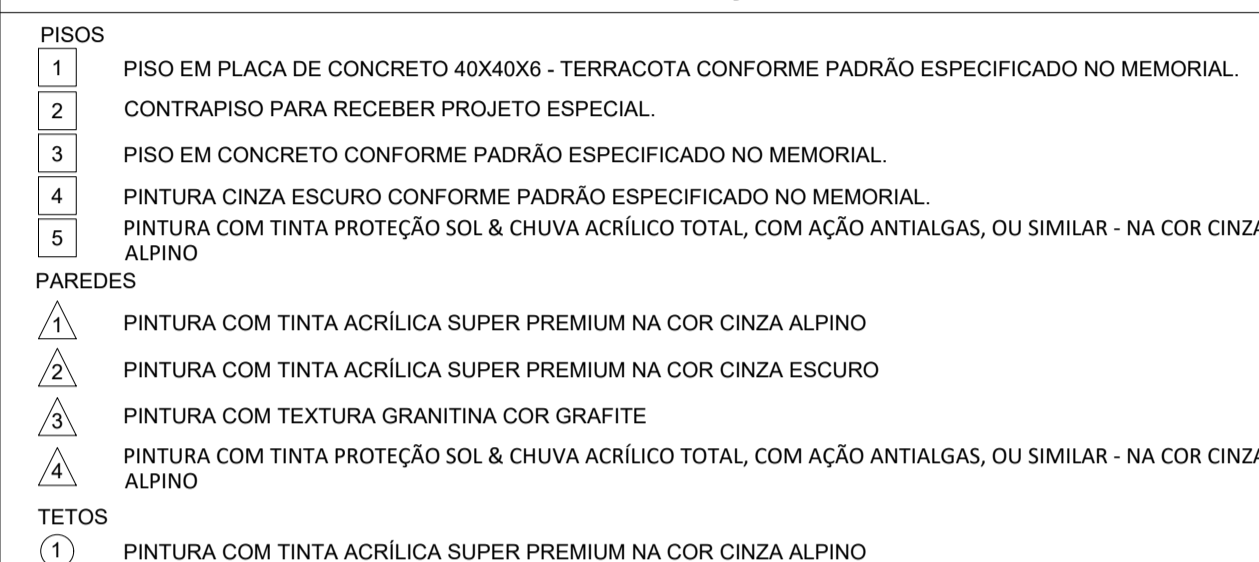 PISOS
1 PISO EM PLACA DE CONCRETO 40X40X6 - TERRACOTA CONFORME PADRÃO ESPECIFICADO NO MEMORIAL.
2 CONTRAPISO PARA RECEBER PROJETO ESPECIAL.
3 PISO EM CONCRETO CONFORME PADRÃO ESPECIFICADO NO MEMORIAL.
4 PINTURA CINZA ESCURO CONFORME PADRÃO ESPECIFICADO NO MEMORIAL.
5 PINTURA COM TINTA PROTEÇÃO SOL & CHUVA ACRÍLICO TOTAL, COM AÇÃO ANTIALGAS, OU SIMILAR - NA COR CINZA
ALPINO
PAREDES
1 PINTURA COM TINTA ACRÍLICA SUPER PREMIUM NA COR CINZA ALPINO
2 PINTURA COM TINTA ACRÍLICA SUPER PREMIUM NA COR CINZA ESCURO
3 PINTURA COM TEXTURA GRANITINA COR GRAFITE
4 PINTURA COM TINTA PROTEÇÃO SOL & CHUVA ACRÍLICO TOTAL, COM AÇÃO ANTIALGAS, OU SIMILAR - NA COR CINZA
ALPINO
TETOS
1 PINTURA COM TINTA ACRÍLICA SUPER PREMIUM NA COR CINZA ALPINO